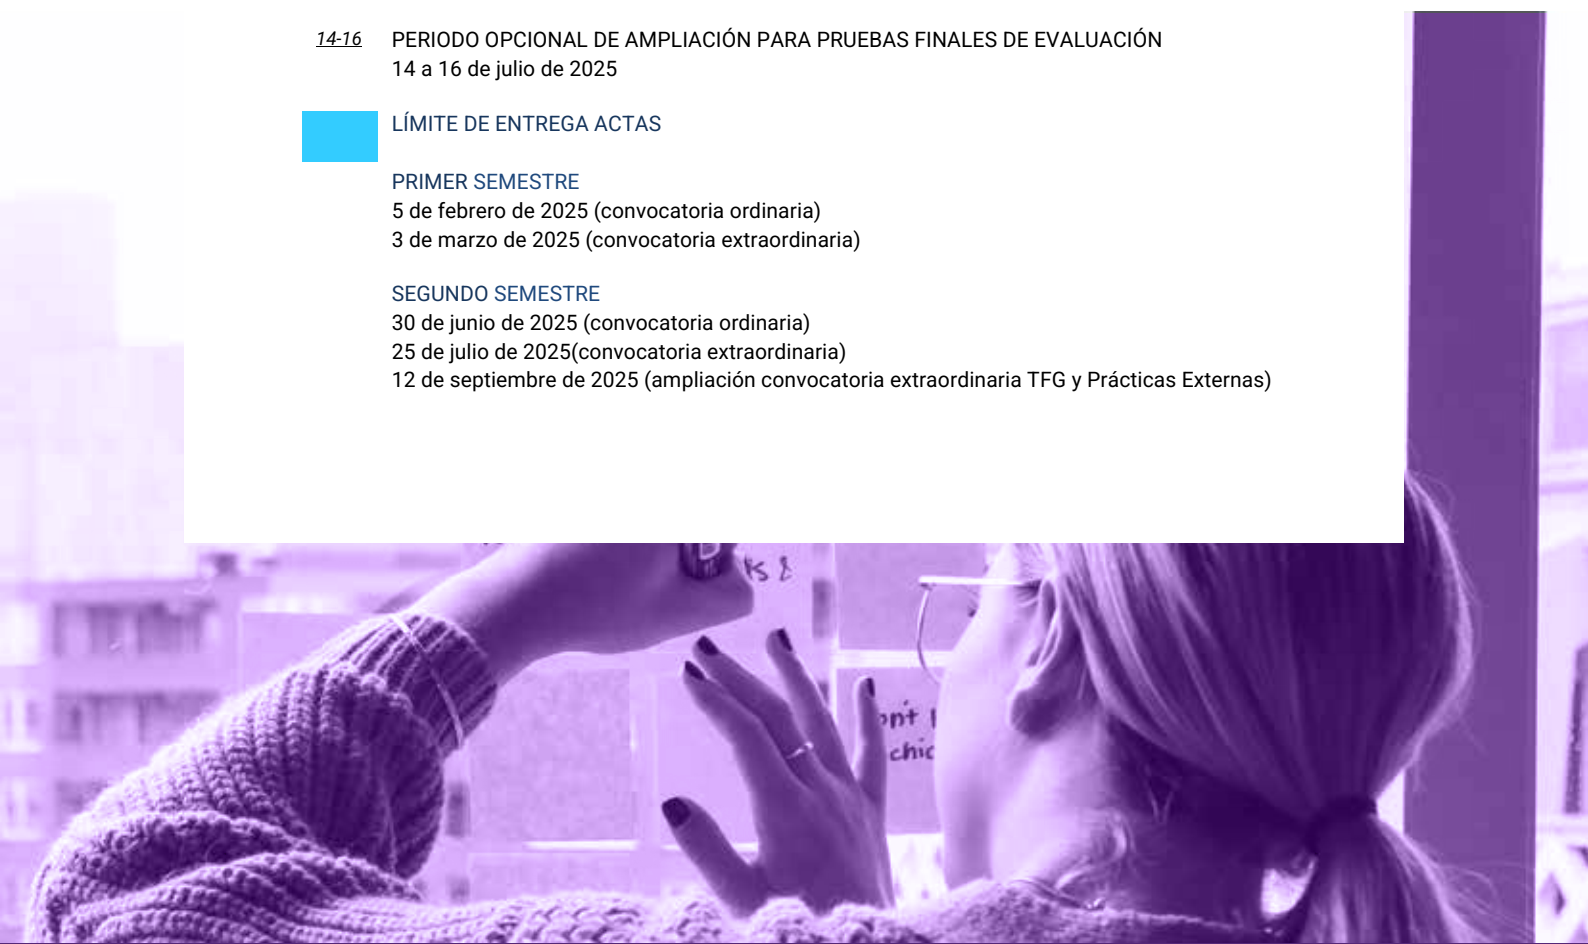 14-16 PERIODO OPCIONAL DE AMPLIACIÓN PARA PRUEBAS FINALES DE EVALUACIÓN
14 a 16 de julio de 2025
LÍMITE DE ENTREGA ACTAS
PRIMER SEMESTRE
5 de febrero de 2025 (convocatoria ordinaria)
3 de marzo de 2025 (convocatoria extraordinaria)
SEGUNDO SEMESTRE
30 de junio de 2025 (convocatoria ordinaria)
25 de julio de 2025(convocatoria extraordinaria)
12 de septiembre de 2025 (ampliación convocatoria extraordinaria TFG y Prácticas Externas)